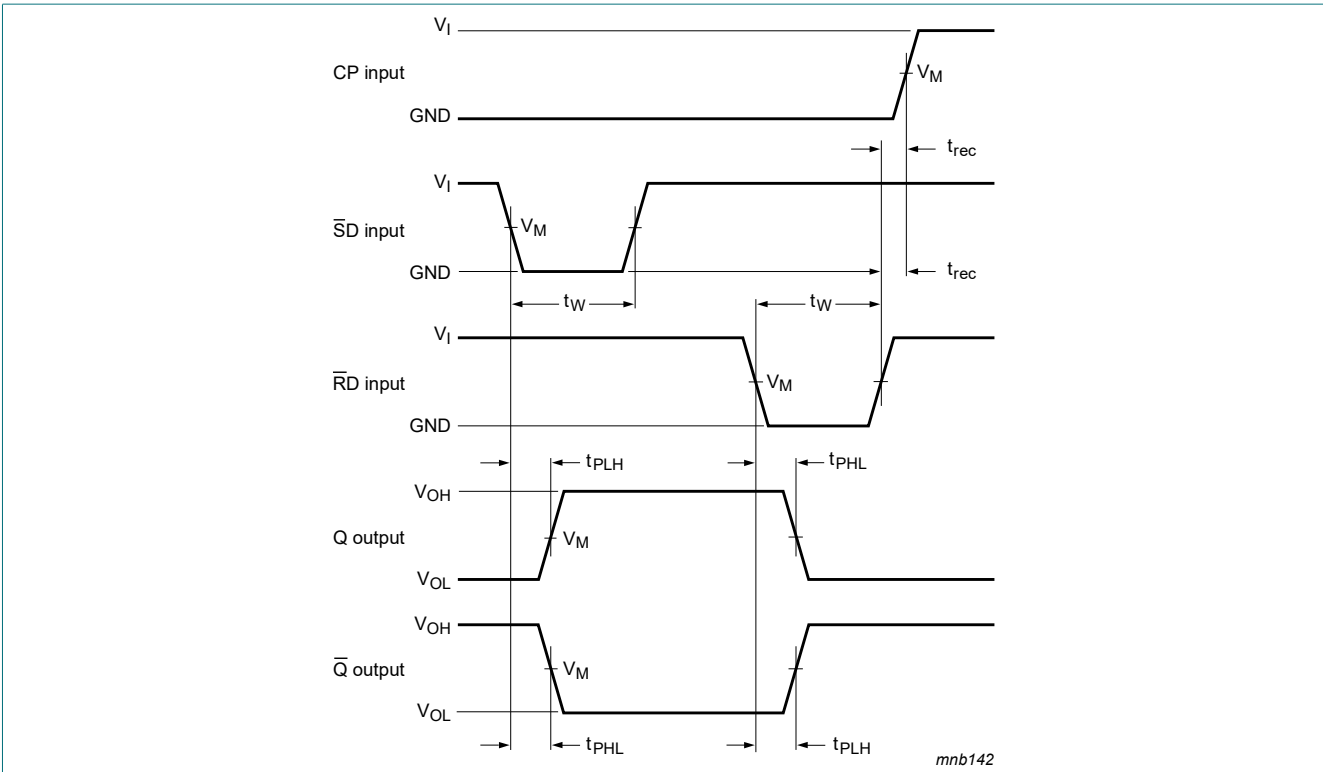 V_I
CP input
V_M
GND
t_rec
V_I
S̅D input
V_M
GND
t_rec
t_W
t_W
V_I
R̅D input
V_M
GND
t_PLH
t_PHL
V_OH
Q output
V_M
V_OL
V_OH
Q̅ output
V_M
V_OL
t_PHL
t_PLH
mnb142